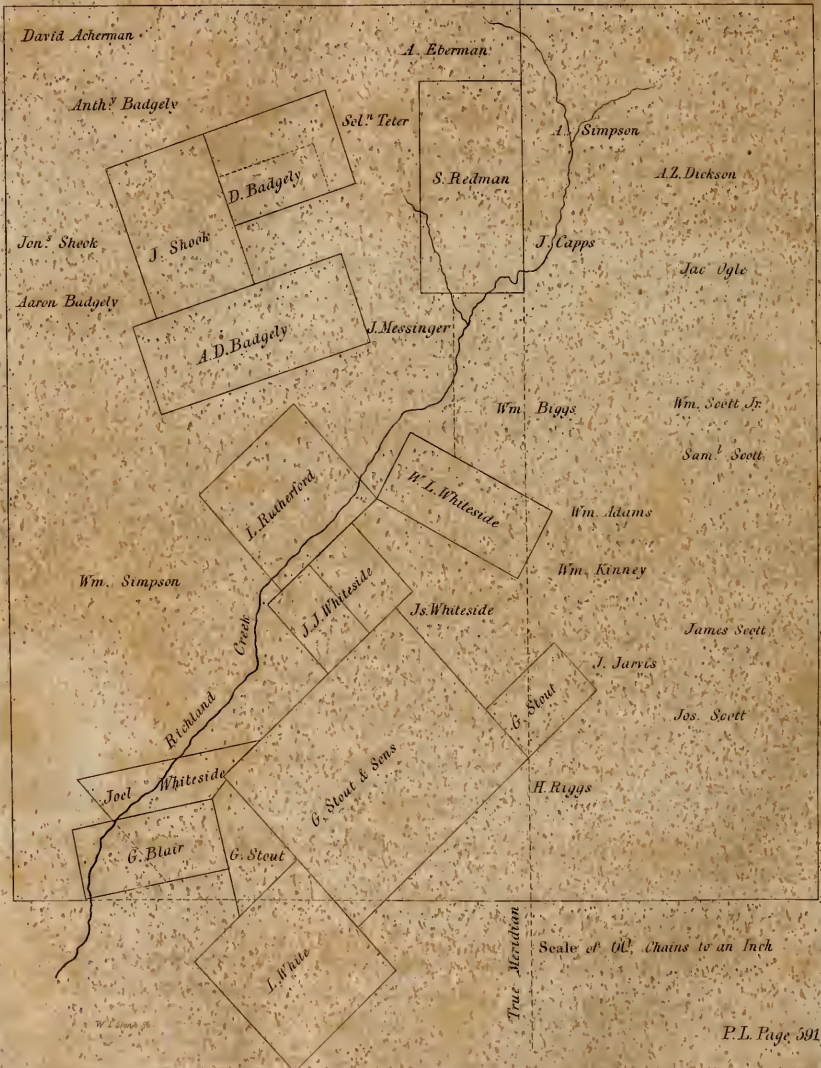 David Acherman
A. Eberman
Anth.y Badgely
Sol.n Teter
A. Simpson
D. Badgely
S. Redman
A.Z. Dickson
Jon.s Shook
J. Shook
J. Capps
Jac Ogle
Aaron Badgely
A.D. Badgely
J. Messinger
Wm. Biggs
Wm. Scott Jr.
Sam.l Scott
I. Rutherford
W.L. Whiteside
Wm. Adams
Wm. Simpson
J.J. Whiteside
Wm. Kinney
Js. Whiteside
Richland Creek
James Scott
J. Jarvis
G. Stout
Jos. Scott
G. Stout & Sons
Joel Whiteside
H. Riggs
G. Blair
G. Stout
I. White
True Meridian
Scale of Chains to an Inch
P.L. Page 591